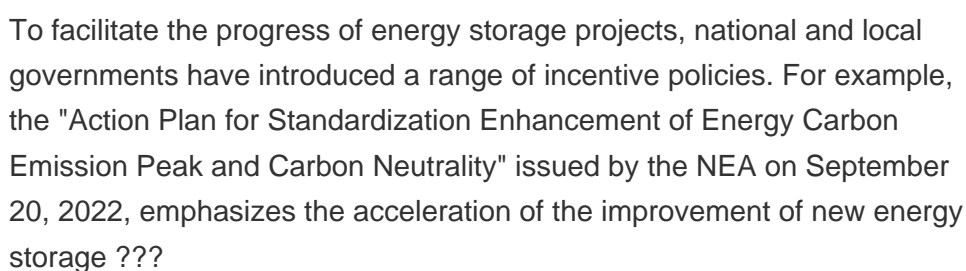 To facilitate the progress of energy storage projects, national and local
governments have introduced a range of incentive policies. For example,
the "Action Plan for Standardization Enhancement of Energy Carbon
Emission Peak and Carbon Neutrality" issued by the NEA on September
20, 2022, emphasizes the acceleration of the improvement of new energy
storage ???